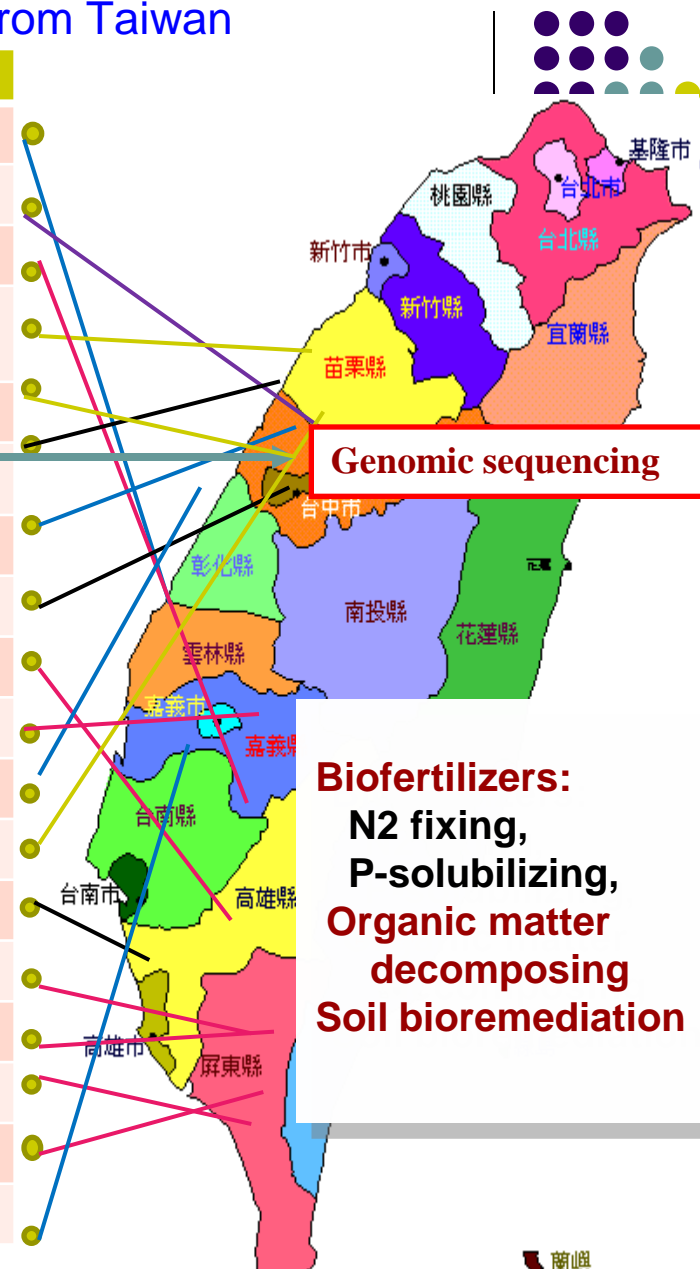 rom Taiwan
基隆市
台北市
桃園縣
台北縣
新竹市
新竹縣
宜蘭縣
苗栗縣
Genomic sequencing
台中市
彰化縣
南投縣
花蓮縣
雲林縣
嘉義市
嘉義縣
Biofertilizers:
N2 fixing,
P-solubilizing,
Organic matter
decomposing
Soil bioremediation
台南縣
台南市
高雄縣
高雄市
屏東縣
蘭嶼